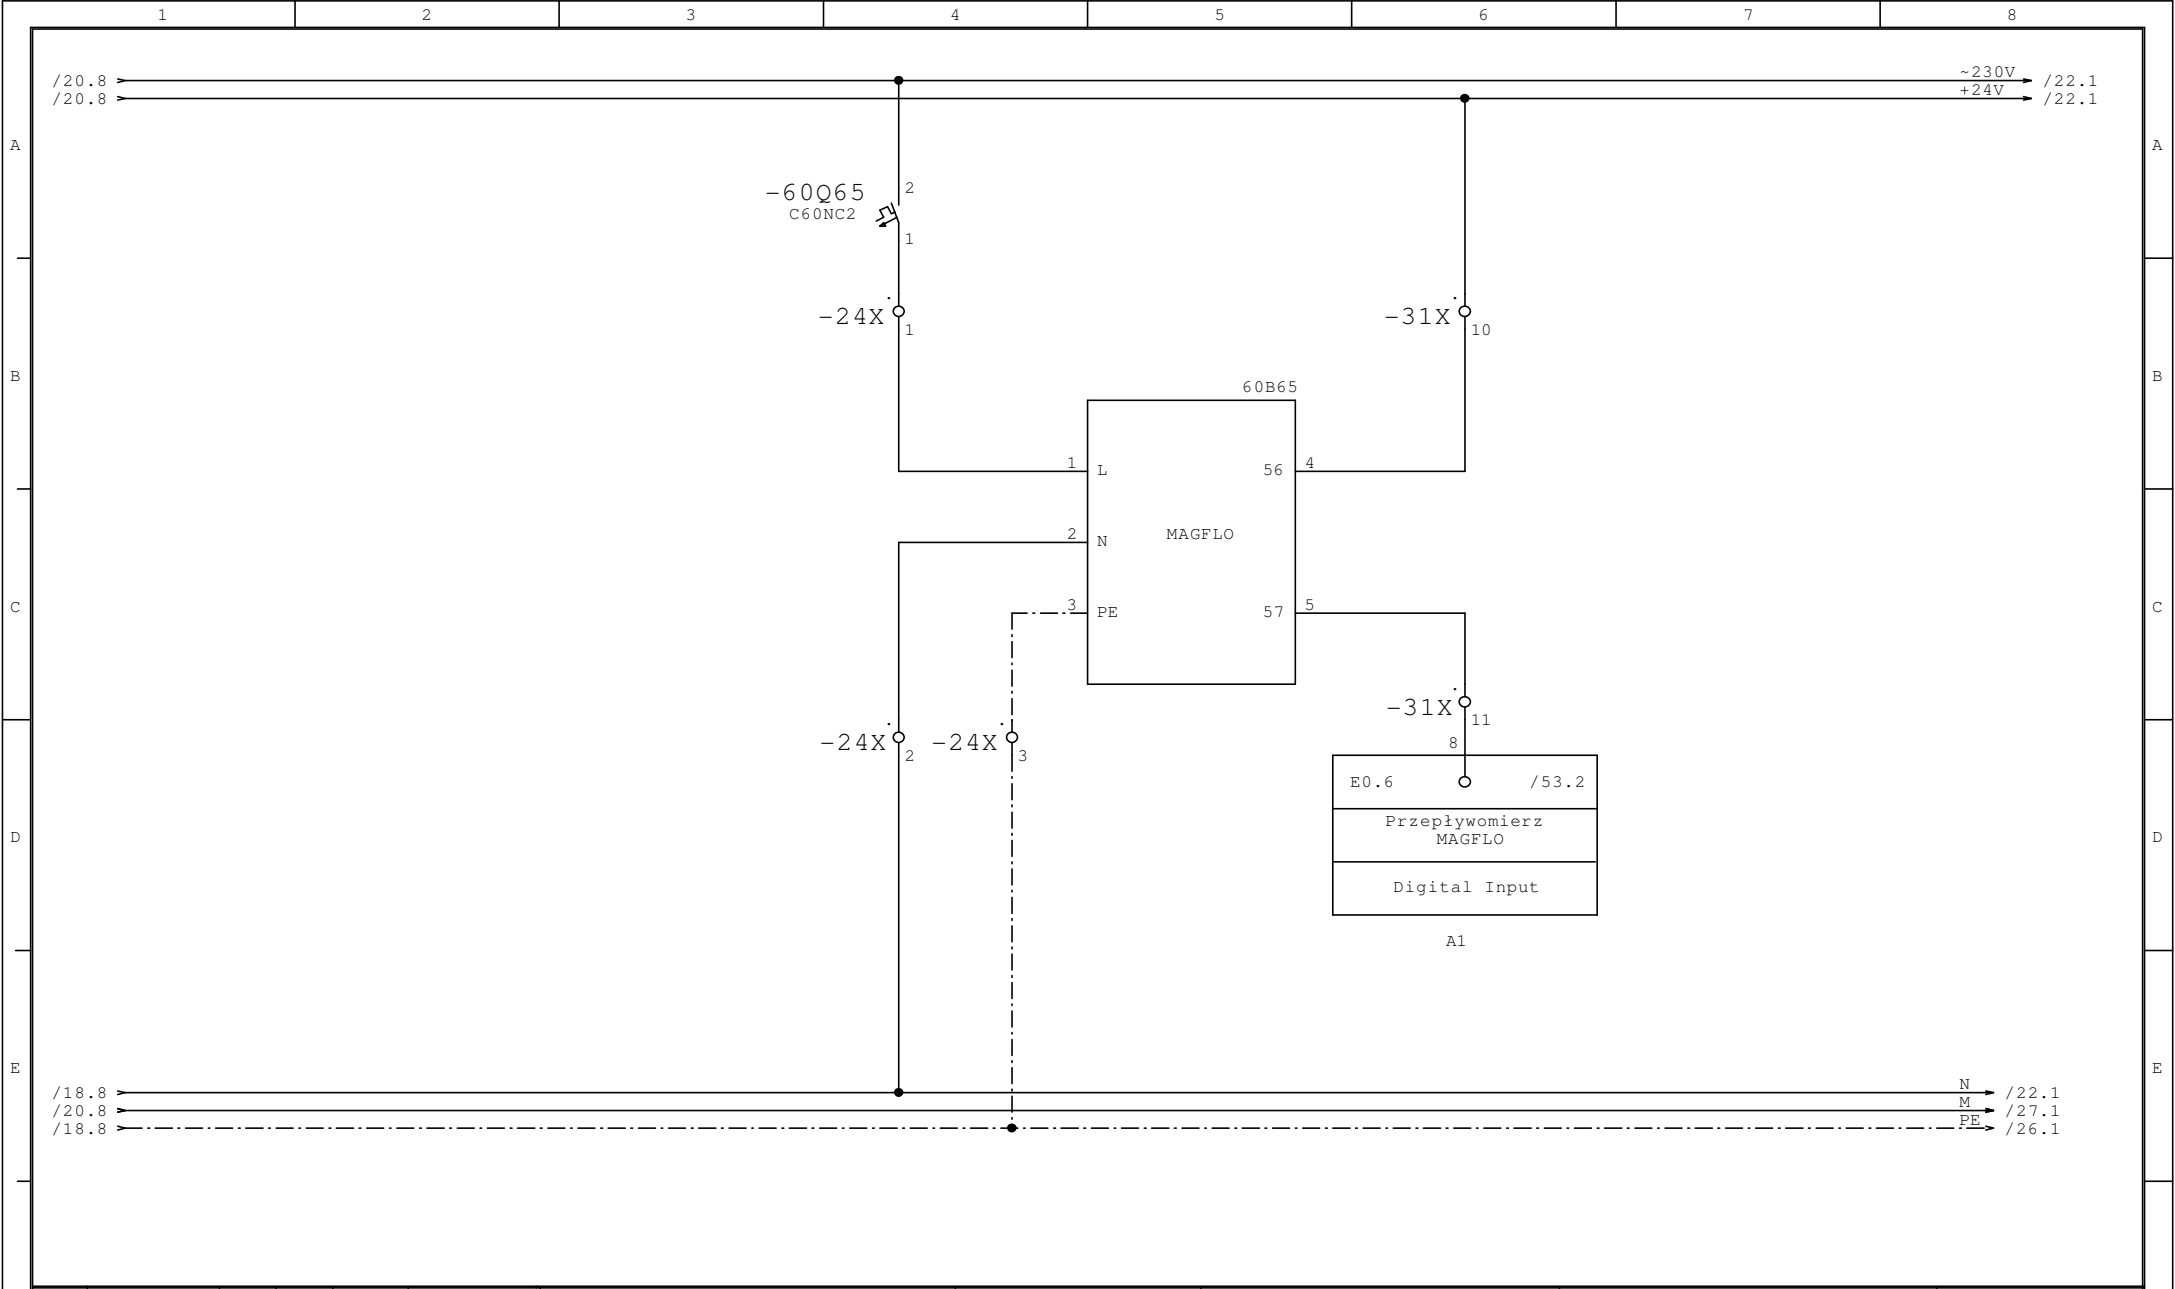 1 2 3 4 5 6 7 8
/20.8 ~230V /22.1
/20.8 +24V /22.1
A A
-60Q65 2
C60NC2
1
-24X 1
-31X 10
B B
60B65
1 L 56 4
2 N MAGFLO
3 PE 57 5
C C
-31X 11
-24X 2
-24X 3
8
E0.6 /53.2
Przepływomierz
MAGFLO
D D
Digital Input
A1
E E
/18.8 N /22.1
/20.8 M /27.1
/18.8 PE /26.1